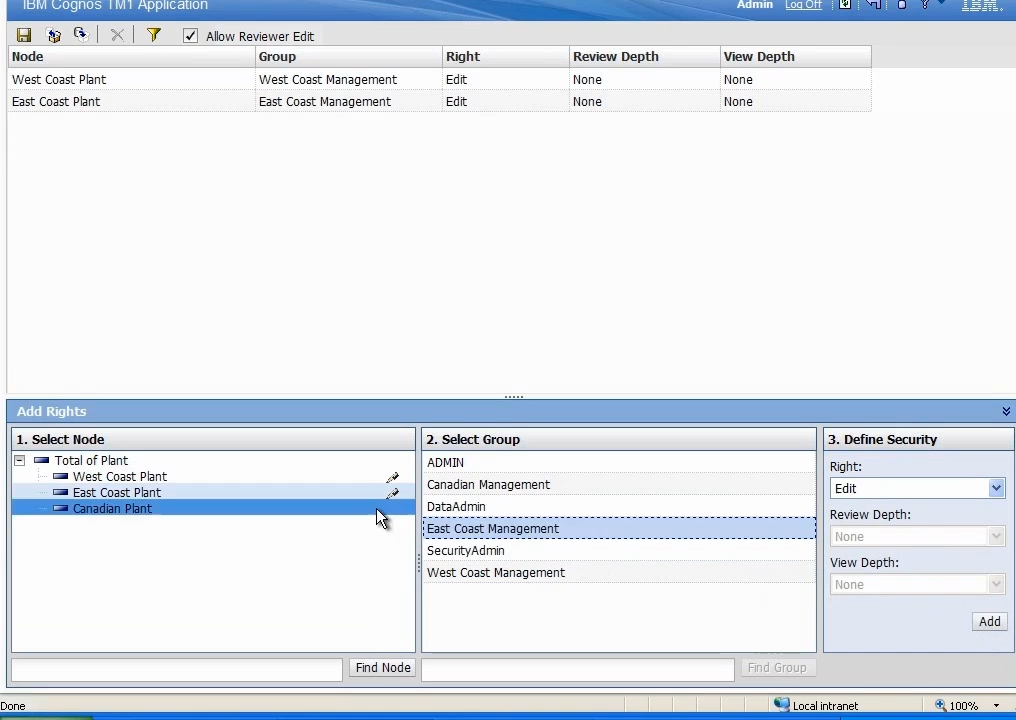 IBM Cognos TM1 Application Admin Log Off IBM.
Allow Reviewer Edit
Node Group Right Review Depth View Depth
West Coast Plant West Coast Management Edit None None
East Coast Plant East Coast Management Edit None None
Add Rights
1. Select Node
Total of Plant
West Coast Plant
East Coast Plant
Canadian Plant
Find Node
2. Select Group
ADMIN
Canadian Management
DataAdmin
East Coast Management
SecurityAdmin
West Coast Management
Find Group
3. Define Security
Right:
Edit
Review Depth:
None
View Depth:
None
Add
Done Local intranet 100%